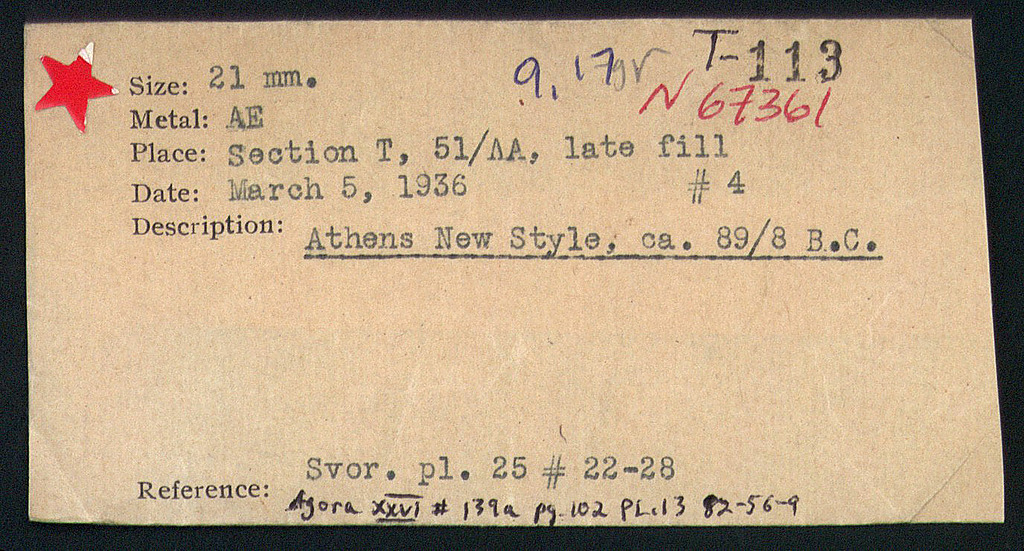 Size: 21 mm. 9,17gr T-113
N 67361
Metal: AE
Place: Section T, 51/ΛΑ, late fill
Date: March 5, 1936 # 4
Description: Athens New Style, ca. 89/8 B.C.
Svor. pl. 25 # 22-28
Reference: Agora XXVI # 139a pg. 102 PL.13 82-56-9